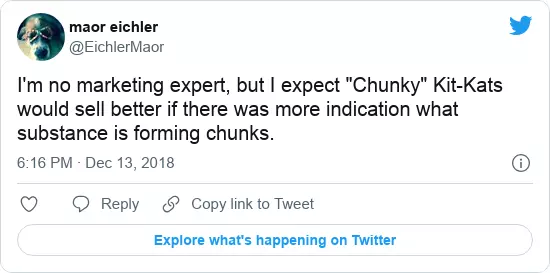 maor eichler
@EichlerMaor
I'm no marketing expert, but I expect "Chunky" Kit-Kats
would sell better if there was more indication what
substance is forming chunks.
6:16 PM · Dec 13, 2018
Reply
Copy link to Tweet
Explore what's happening on Twitter